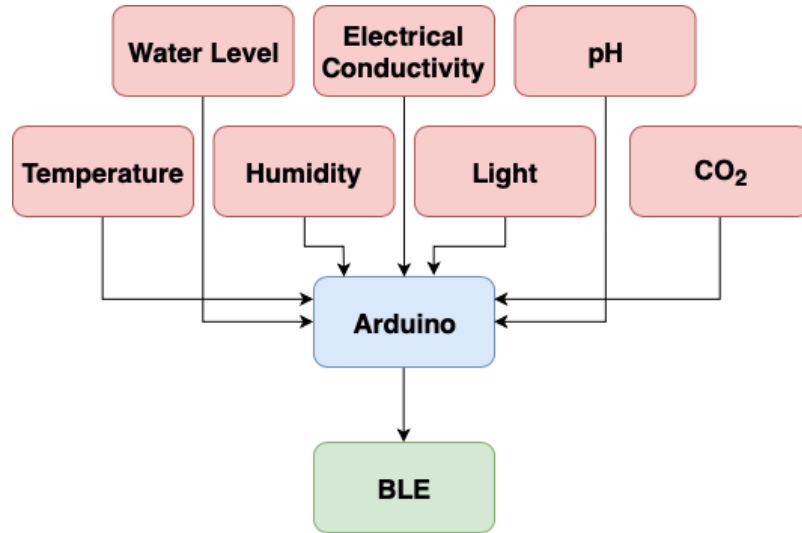 Water Level
Electrical
Conductivity
pH
Temperature
Humidity
Light
CO₂
Arduino
BLE